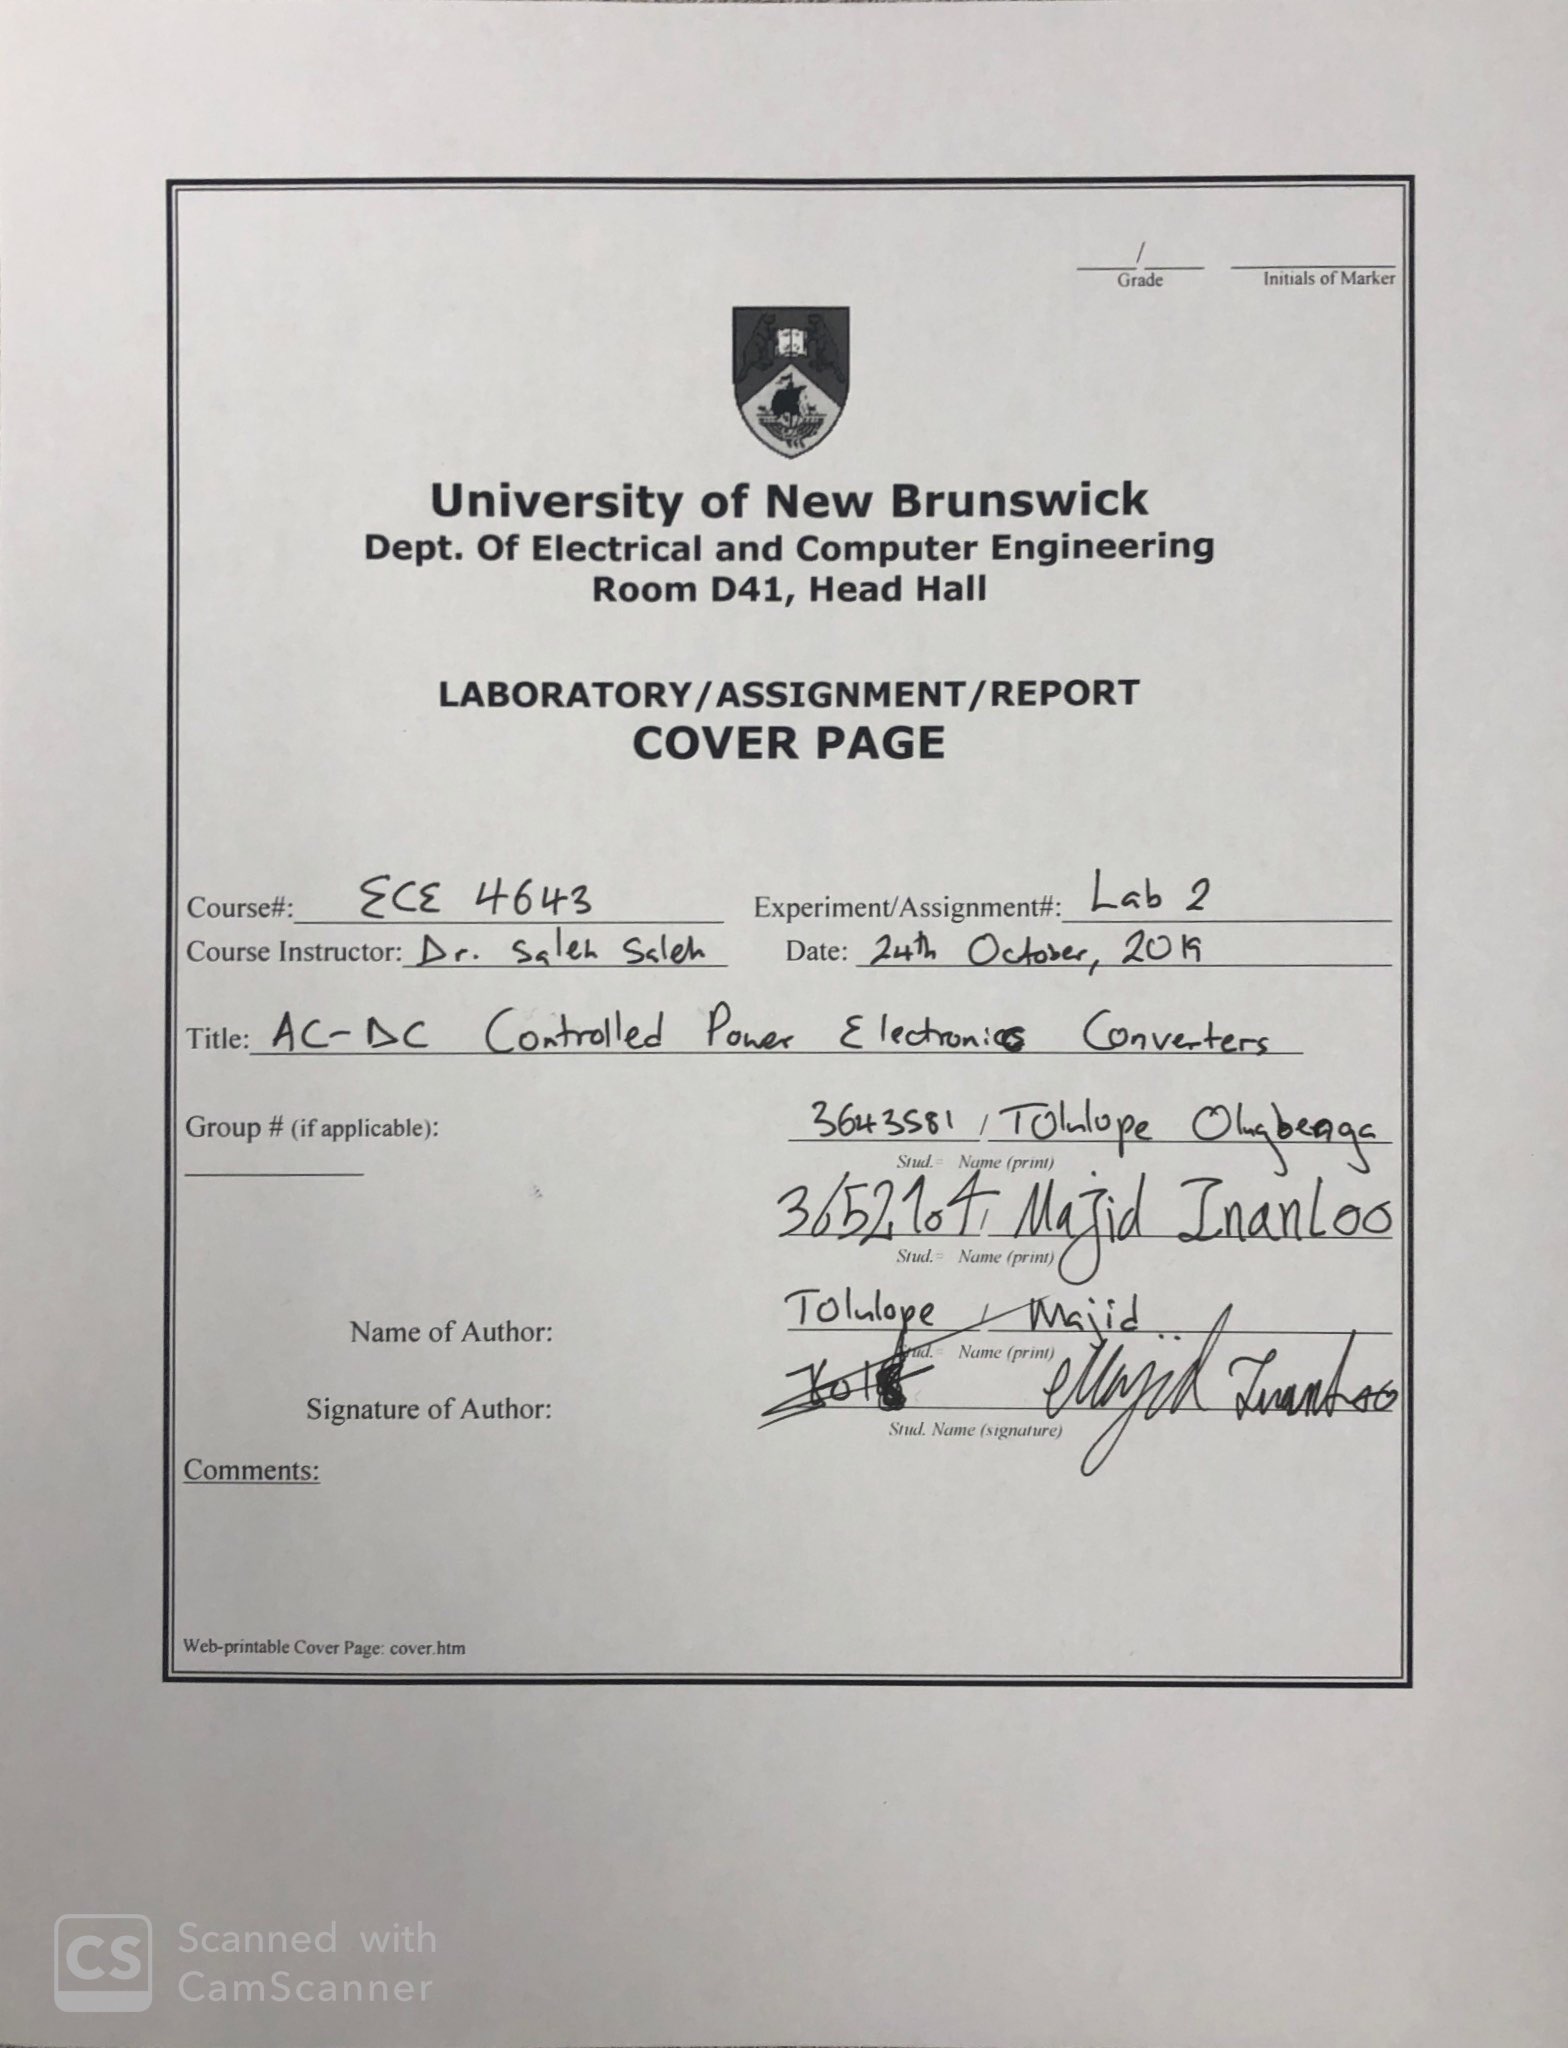 /
Grade Initials of Marker
University of New Brunswick
Dept. Of Electrical and Computer Engineering
Room D41, Head Hall
LABORATORY/ASSIGNMENT/REPORT
COVER PAGE
Course#: ECE 4643 Experiment/Assignment#: Lab 2
Course Instructor: Dr. Saleh Saleh Date: 24th October, 2019
Title: AC-DC Controlled Power Electronics Converters
Group # (if applicable): 3643581 / Tolulope Olugbenga
Stud.# Name (print)
3652104, Majid InanLoo
Stud.# Name (print)
Name of Author: Tolulope / Majid
Stud.# Name (print)
Signature of Author: Majid InanLoo
Stud. Name (signature)
Comments:
Web-printable Cover Page: cover.htm
CS Scanned with
CamScanner